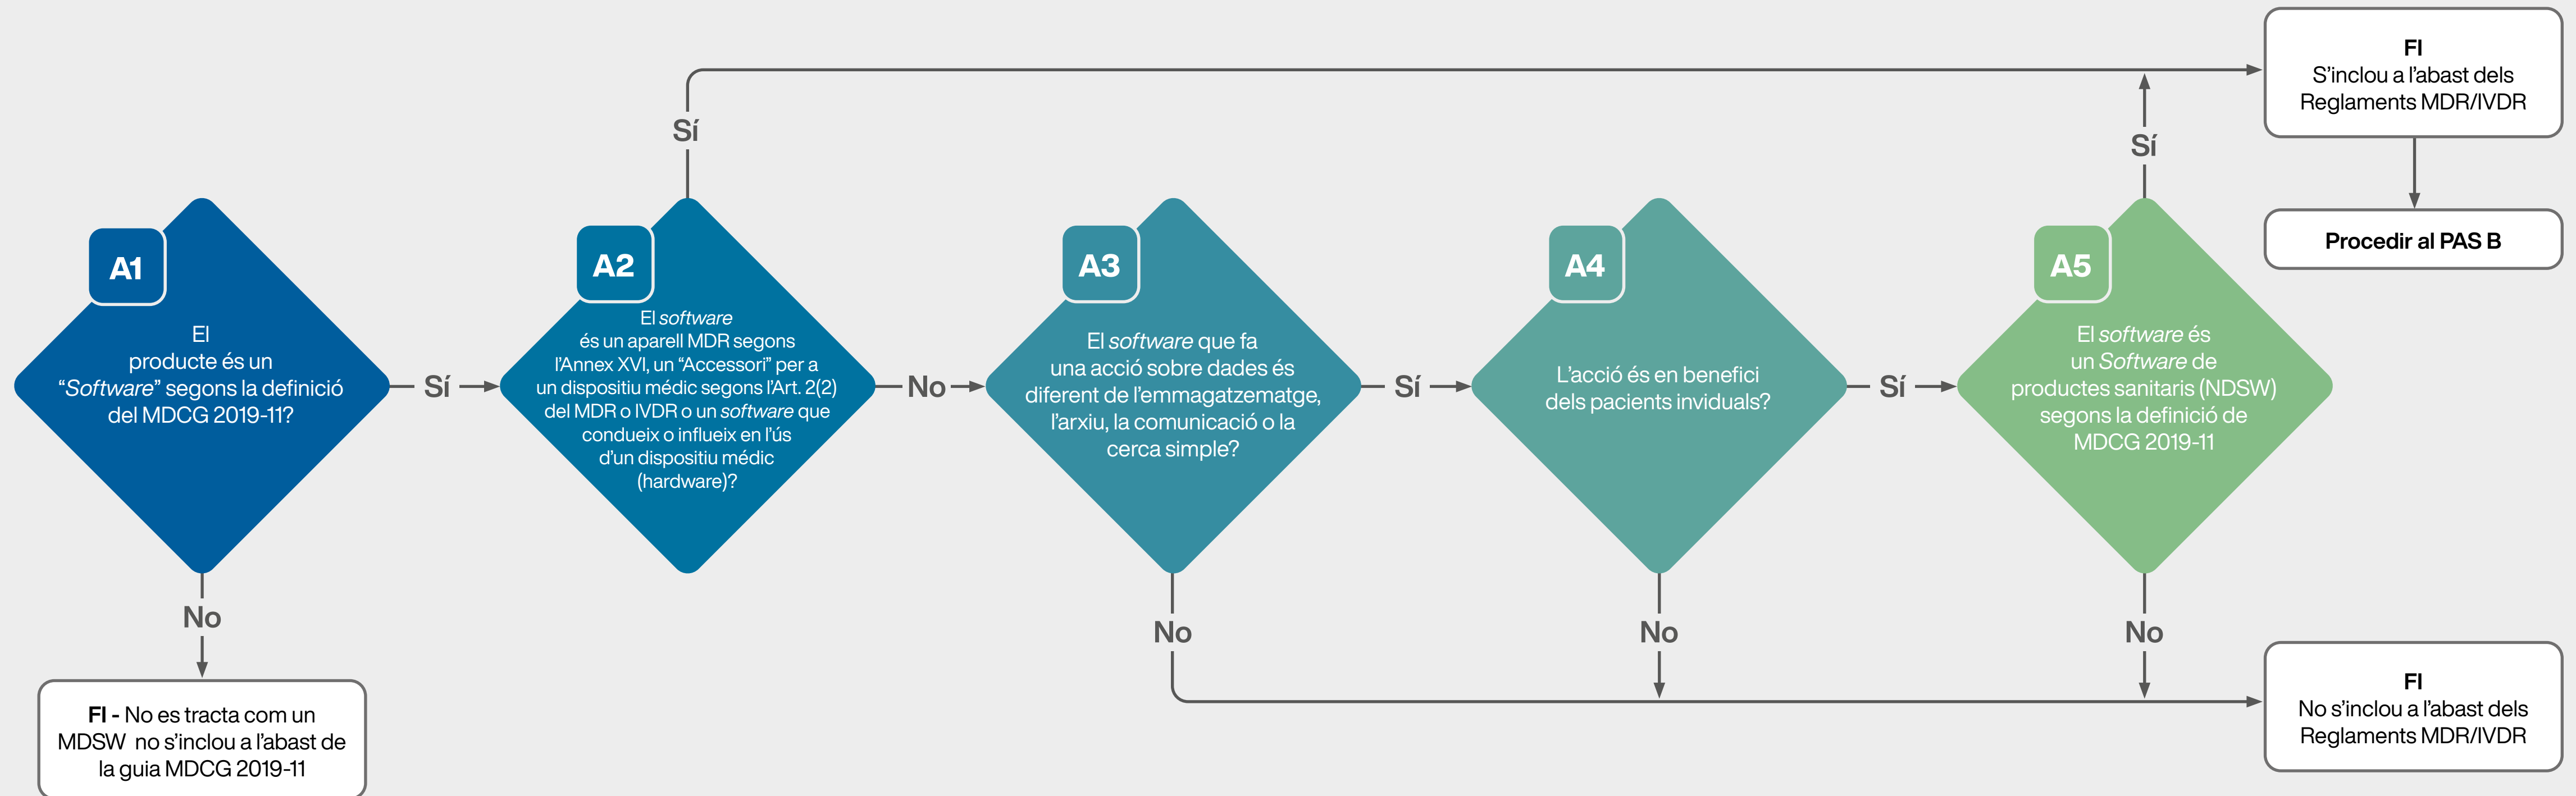 A1
El
producte és un
“Software” segons la definició
del MDCG 2019-11?
Sí
No
FI - No es tracta com un
MDSW no s’inclou a l’abast de
la guia MDCG 2019-11
A2
El software
és un aparell MDR segons
l’Annex XVI, un “Accessori” per a
un dispositiu médic segons l’Art. 2(2)
del MDR o IVDR o un software que
condueix o influeix en l’ús
d’un dispositiu médic
(hardware)?
Sí
No
A3
El software que fa
una acció sobre dades és
diferent de l’emmagatzematge,
l’arxiu, la comunicació o la
cerca simple?
Sí
No
A4
L’acció és en benefici
dels pacients inviduals?
Sí
No
A5
El software és
un Software de
productes sanitaris (NDSW)
segons la definició de
MDCG 2019-11
Sí
No
FI
S’inclou a l’abast dels
Reglaments MDR/IVDR
Procedir al PAS B
FI
No s’inclou a l’abast dels
Reglaments MDR/IVDR